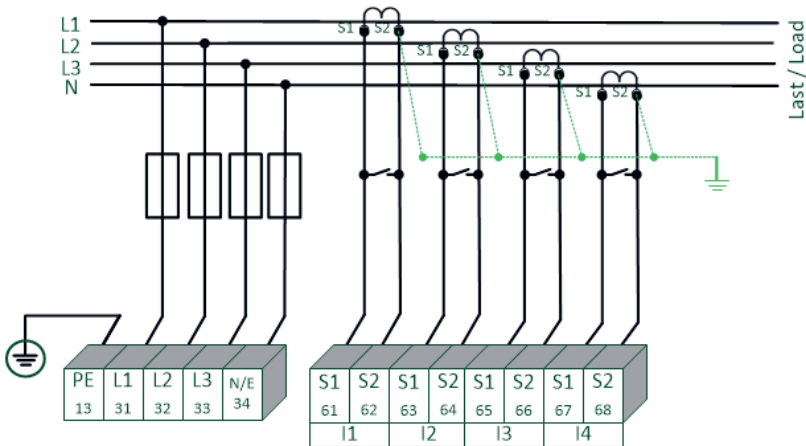 L1
S1 S2
L2
S1 S2
L3
S1 S2
N
S1 S2
Last / Load
PE L1 L2 L3 N/E
13 31 32 33 34
S1 S2 S1 S2 S1 S2 S1 S2
61 62 63 64 65 66 67 68
I1 I2 I3 I4